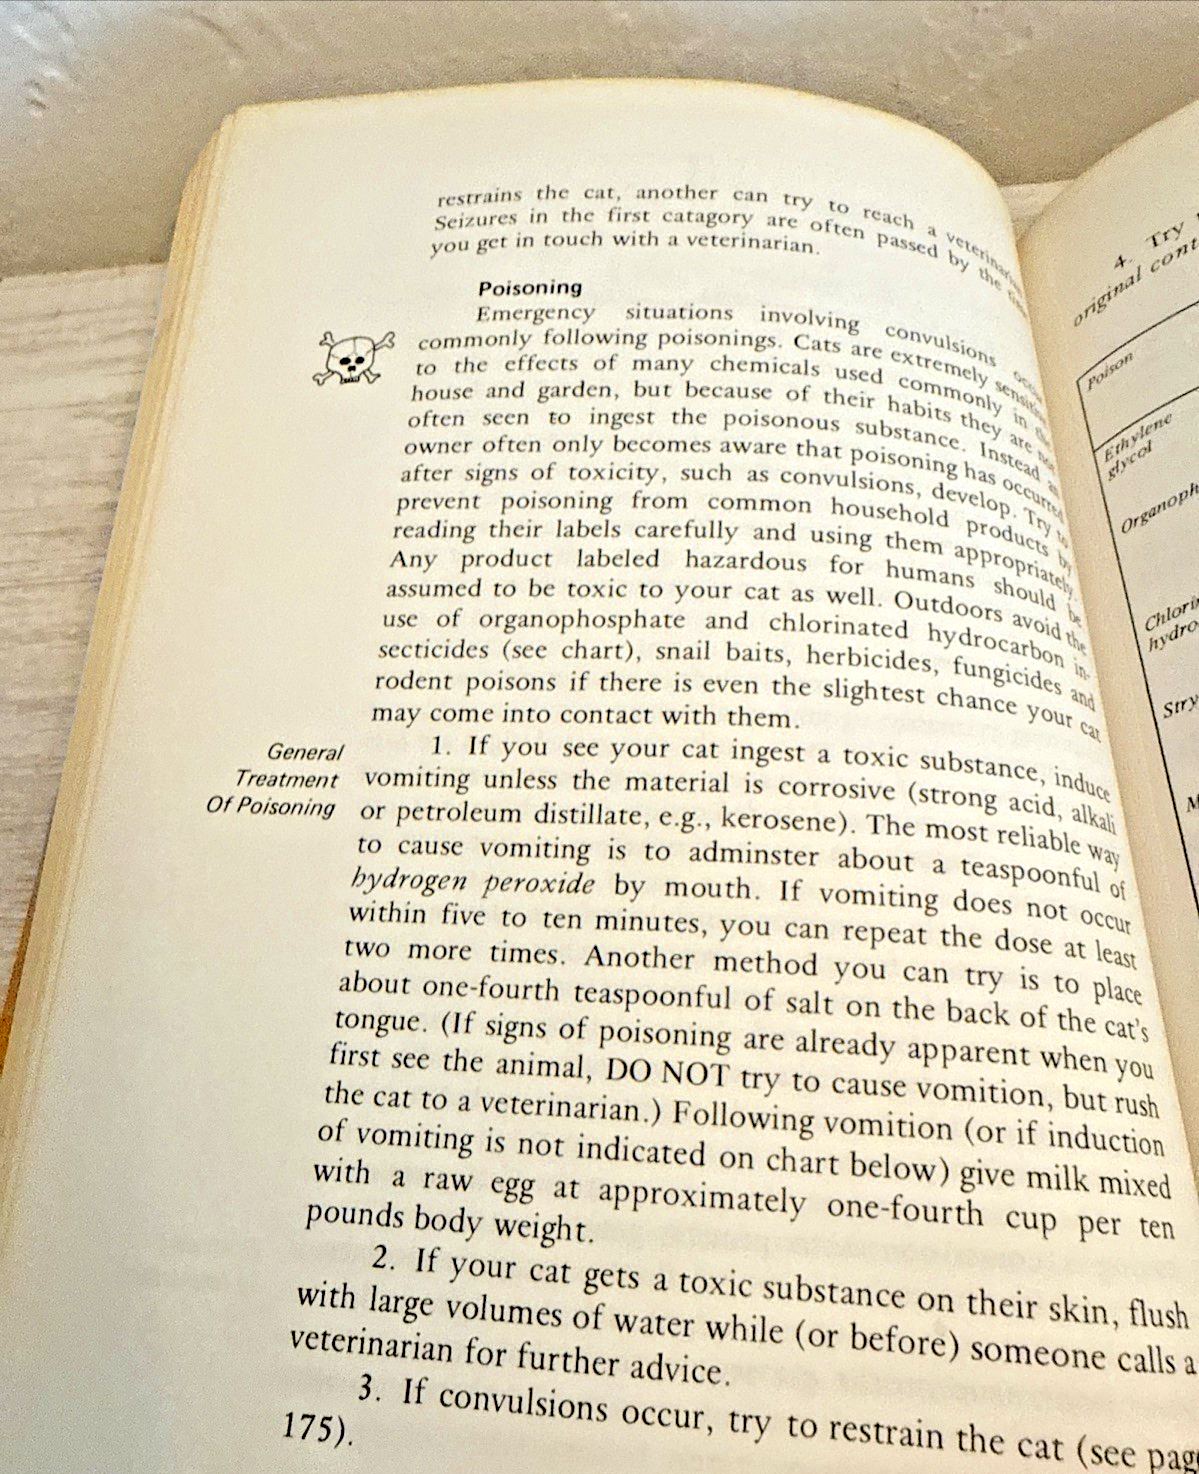 restrains the cat, another can try to reach a veterinarian.
Seizures in the first catagory are often passed by the
you get in touch with a veterinarian.
Poisoning
Emergency situations involving convulsions
commonly following poisonings. Cats are extremely sensitive
to the effects of many chemicals used commonly in the
house and garden, but because of their habits they are not
often seen to ingest the poisonous substance. Instead
owner often only becomes aware that poisoning has occurred
after signs of toxicity, such as convulsions, develop. Try to
prevent poisoning from common household products by
reading their labels carefully and using them appropriately.
Any product labeled hazardous for humans should be
assumed to be toxic to your cat as well. Outdoors avoid the
use of organophosphate and chlorinated hydrocarbon in-
secticides (see chart), snail baits, herbicides, fungicides and
rodent poisons if there is even the slightest chance your cat
may come into contact with them.
General
Treatment
Of Poisoning
1. If you see your cat ingest a toxic substance, induce
vomiting unless the material is corrosive (strong acid, alkali
or petroleum distillate, e.g., kerosene). The most reliable way
to cause vomiting is to adminster about a teaspoonful of
hydrogen peroxide by mouth. If vomiting does not occur
within five to ten minutes, you can repeat the dose at least
two more times. Another method you can try is to place
about one-fourth teaspoonful of salt on the back of the cat's
tongue. (If signs of poisoning are already apparent when you
first see the animal, DO NOT try to cause vomition, but rush
the cat to a veterinarian.) Following vomition (or if induction
of vomiting is not indicated on chart below) give milk mixed
with a raw egg at approximately one-fourth cup per ten
pounds body weight.
2. If your cat gets a toxic substance on their skin, flush
with large volumes of water while (or before) someone calls a
veterinarian for further advice.
3. If convulsions occur, try to restrain the cat (see page
175).
4. Try
original cont
Poison
Ethylene
glycol
Organoph
Chlorin
hydro
Stry
M